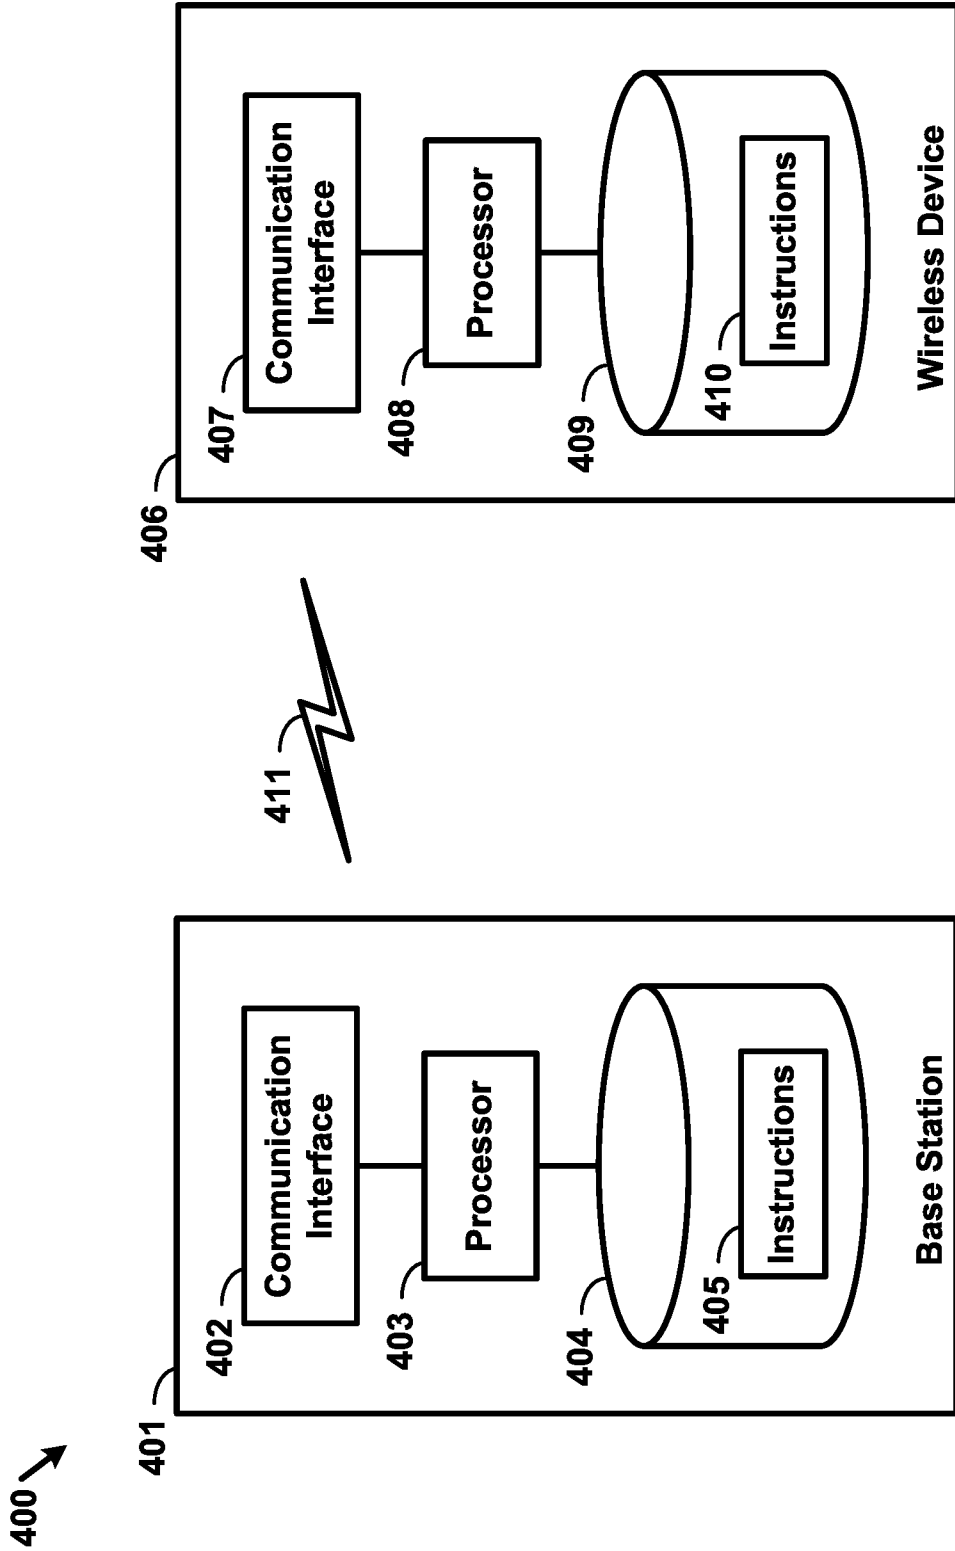 400
401
402
Communication
Interface
403
Processor
404
405
Instructions
Base Station
411
406
407
Communication
Interface
408
Processor
409
410
Instructions
Wireless Device